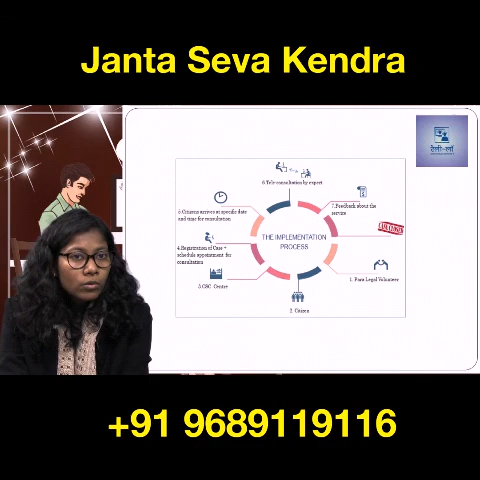 Janta Seva Kendra
टेली-लॉ
6.Tele-consultation by expert
5.Citizens arrives at specific date
and time for consultation
7.Feedback about the
service
THE IMPLEMENTATION
PROCESS
4.Registration of Case +
schedule appointment for
consultation
3.CSC Centre
1. Para Legal Volunteer
2. Citizen
+91 9689119116